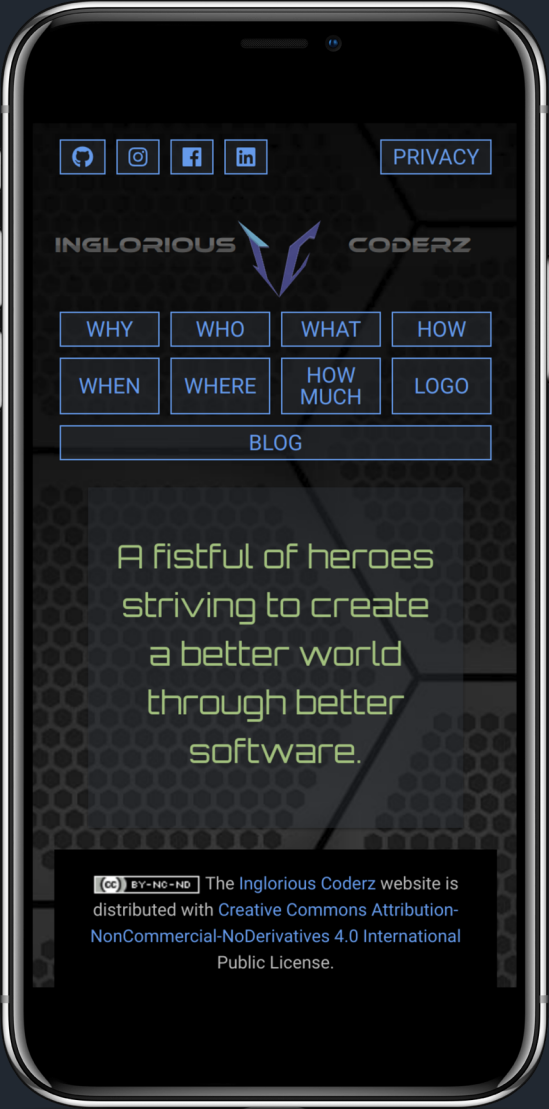 PRIVACY
INGLORIOUS CODERZ
WHY WHO WHAT HOW
WHEN WHERE HOW MUCH LOGO
BLOG
A fistful of heroes
striving to create
a better world
through better
software.
(cc) BY-NC-ND The Inglorious Coderz website is
distributed with Creative Commons Attribution-
NonCommercial-NoDerivatives 4.0 International
Public License.